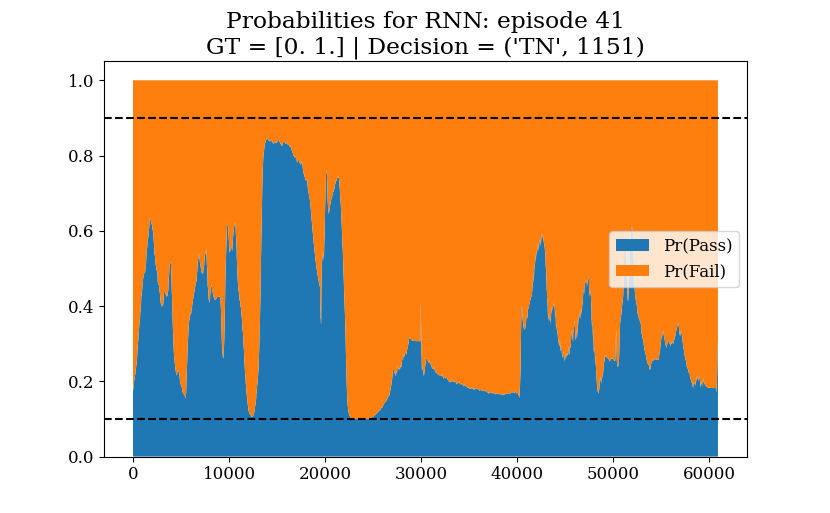 Probabilities for RNN: episode 41
GT = [0. 1.] | Decision = ('TN', 1151)
1.0
0.8
0.6
0.4
0.2
0.0
Pr(Pass)
Pr(Fail)
0 10000 20000 30000 40000 50000 60000